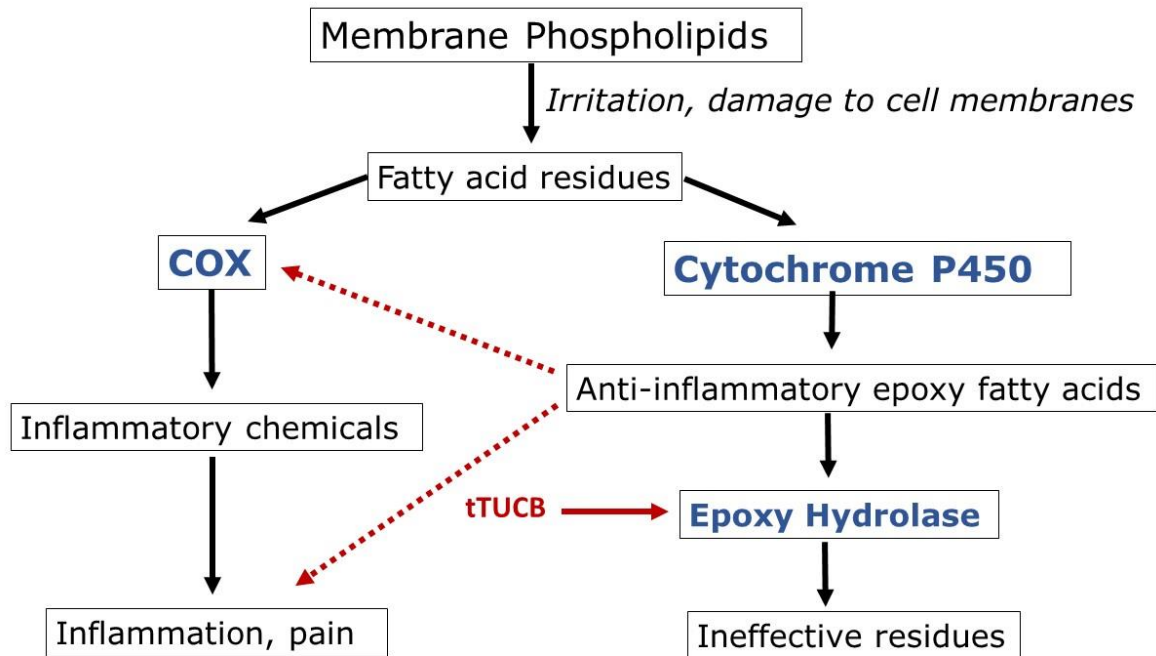 Membrane Phospholipids
Irritation, damage to cell membranes
Fatty acid residues
COX
Cytochrome P450
Anti-inflammatory epoxy fatty acids
Inflammatory chemicals
tTUCB
Epoxy Hydrolase
Inflammation, pain
Ineffective residues